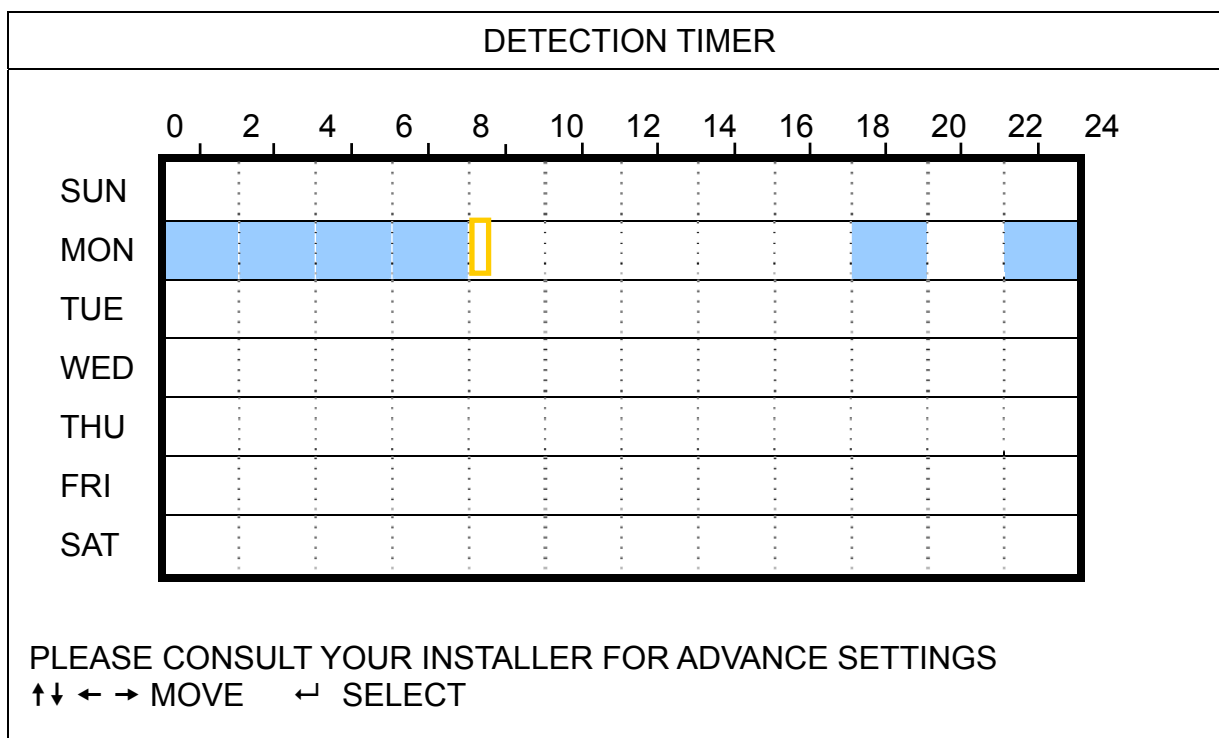 DETECTION TIMER
0 2 4 6 8 10 12 14 16 18 20 22 24
SUN
MON
TUE
WED
THU
FRI
SAT
PLEASE CONSULT YOUR INSTALLER FOR ADVANCE SETTINGS
↑↓ ← → MOVE ↵ SELECT